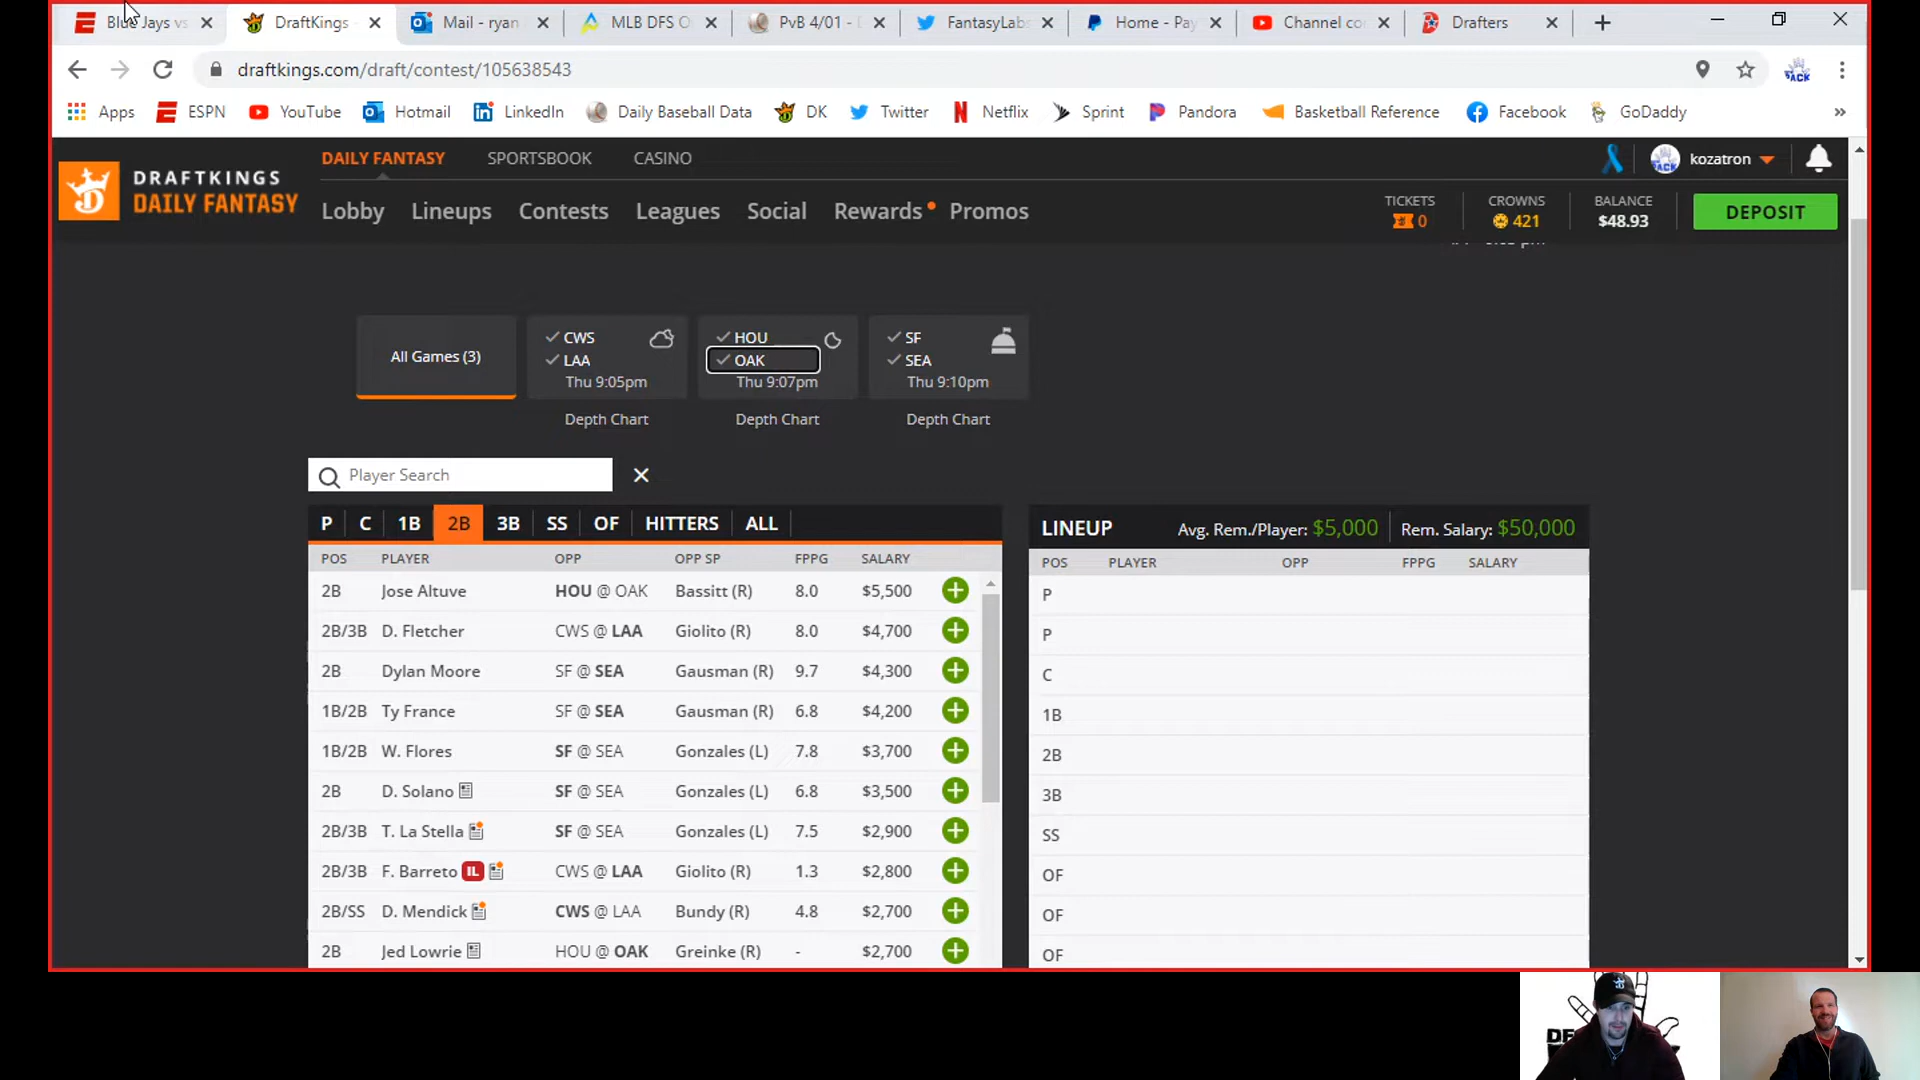 Blue Jays vs
DraftKings -
Mail - ryan
MLB DFS O
PvB 4/01 -
FantasyLabs
Home - Pay
Channel co
Drafters
draftkings.com/draft/contest/105638543
Apps
ESPN
YouTube
Hotmail
LinkedIn
Daily Baseball Data
DK
Twitter
Netflix
Sprint
Pandora
Basketball Reference
Facebook
GoDaddy
»
DRAFTKINGS
DAILY FANTASY
DAILY FANTASY
SPORTSBOOK
CASINO
kozatron
Lobby
Lineups
Contests
Leagues
Social
Rewards
Promos
TICKETS
0
CROWNS
421
BALANCE
$48.93
DEPOSIT
All Games (3)
CWS
LAA
Thu 9:05pm
Depth Chart
HOU
OAK
Thu 9:07pm
Depth Chart
SF
SEA
Thu 9:10pm
Depth Chart
Player Search
P C 1B 2B 3B SS OF HITTERS ALL
POS PLAYER OPP OPP SP FPPG SALARY
2B Jose Altuve HOU @ OAK Bassitt (R) 8.0 $5,500
2B/3B D. Fletcher CWS @ LAA Giolito (R) 8.0 $4,700
2B Dylan Moore SF @ SEA Gausman (R) 9.7 $4,300
1B/2B Ty France SF @ SEA Gausman (R) 6.8 $4,200
1B/2B W. Flores SF @ SEA Gonzales (L) 7.8 $3,700
2B D. Solano SF @ SEA Gonzales (L) 6.8 $3,500
2B/3B T. La Stella SF @ SEA Gonzales (L) 7.5 $2,900
2B/3B F. Barreto IL CWS @ LAA Giolito (R) 1.3 $2,800
2B/SS D. Mendick CWS @ LAA Bundy (R) 4.8 $2,700
2B Jed Lowrie HOU @ OAK Greinke (R) - $2,700
LINEUP Avg. Rem./Player: $5,000 Rem. Salary: $50,000
POS PLAYER OPP FPPG SALARY
P
P
C
1B
2B
3B
SS
OF
OF
OF